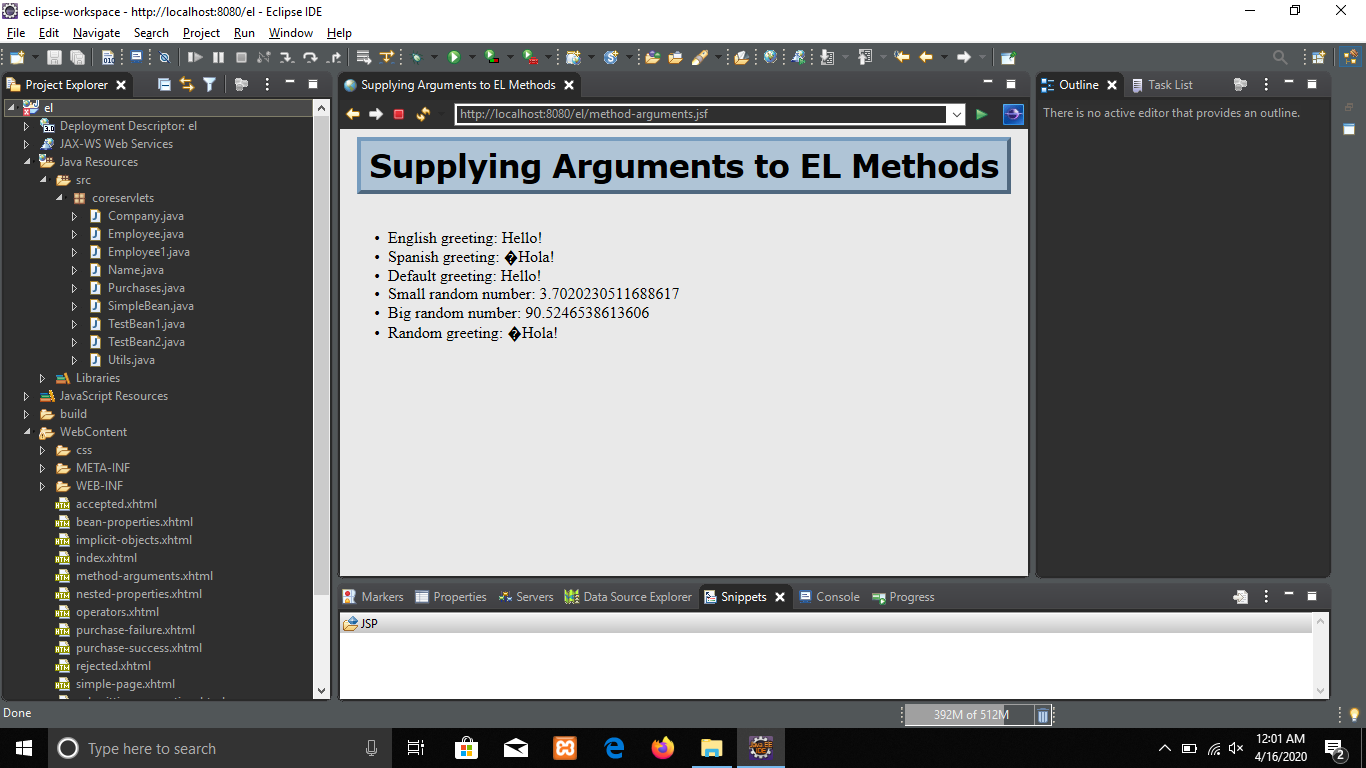 eclipse-workspace - http://localhost:8080/el - Eclipse IDE
File Edit Navigate Search Project Run Window Help
Project Explorer
el
Deployment Descriptor: el
JAX-WS Web Services
Java Resources
src
coreservlets
Company.java
Employee.java
Employee1.java
Name.java
Purchases.java
SimpleBean.java
TestBean1.java
TestBean2.java
Utils.java
Libraries
JavaScript Resources
build
WebContent
css
META-INF
WEB-INF
accepted.xhtml
bean-properties.xhtml
implicit-objects.xhtml
index.xhtml
method-arguments.xhtml
nested-properties.xhtml
operators.xhtml
purchase-failure.xhtml
purchase-success.xhtml
rejected.xhtml
simple-page.xhtml
Supplying Arguments to EL Methods
http://localhost:8080/el/method-arguments.jsf
Supplying Arguments to EL Methods
• English greeting: Hello!
• Spanish greeting: �Hola!
• Default greeting: Hello!
• Small random number: 3.7020230511688617
• Big random number: 90.5246538613606
• Random greeting: �Hola!
Outline Task List
There is no active editor that provides an outline.
Markers Properties Servers Data Source Explorer Snippets Console Progress
JSP
Done
392M of 512M
Type here to search
12:01 AM
4/16/2020
2